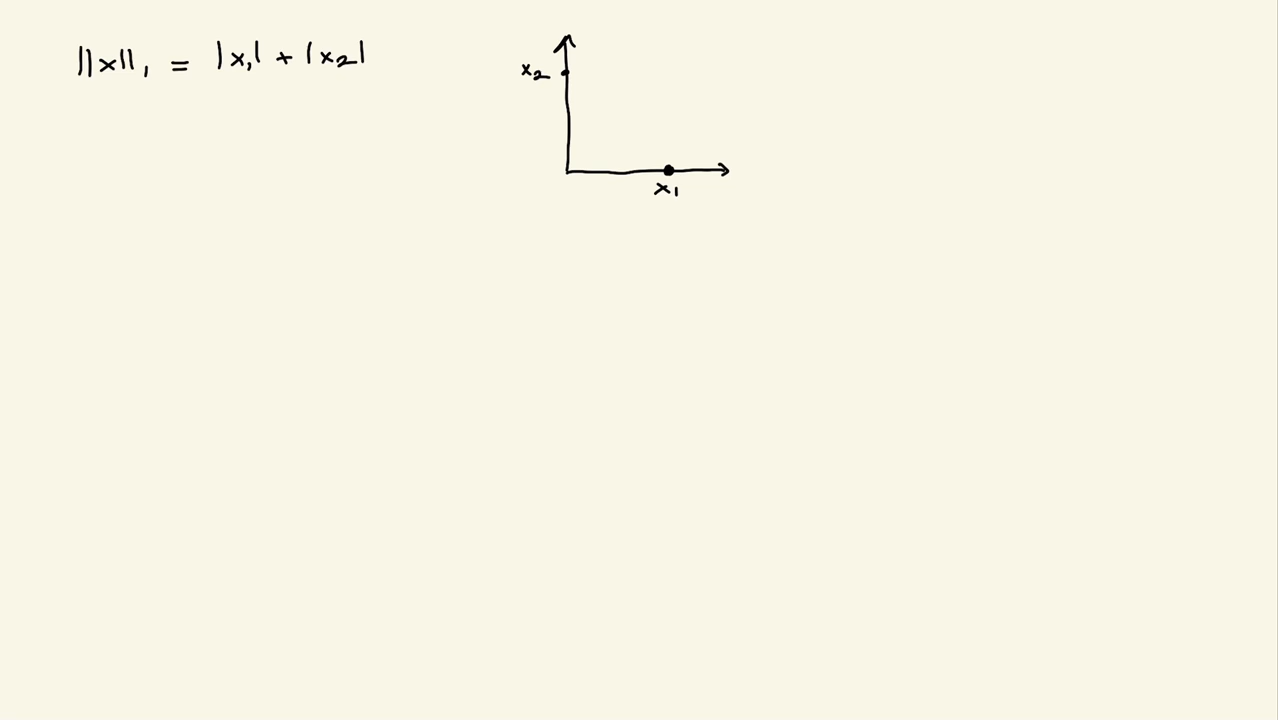 ||x||₁ = |x₁| + |x₂|
x₂
x₁